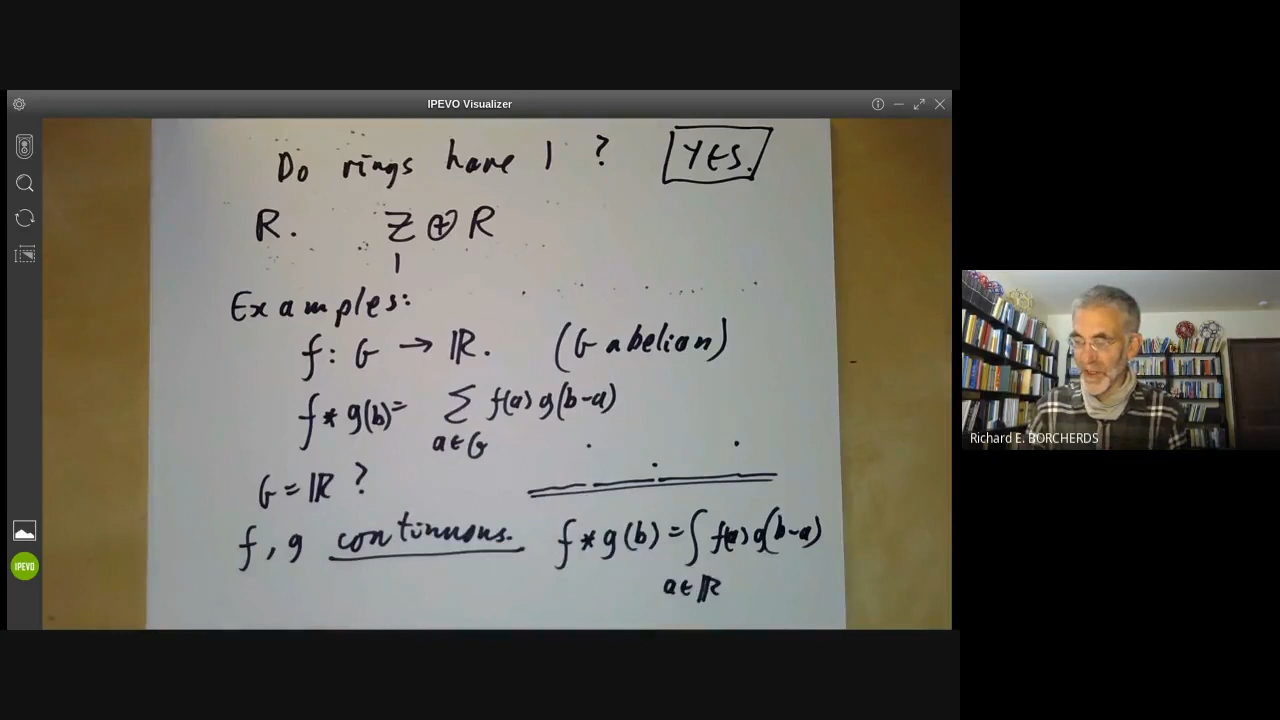 IPEVO Visualizer
Do rings have 1 ? YES.
R. Z ⊕ R
1
Examples:
f : G → ℝ. (G abelian)
f * g(b) = ∑ f(a) g(b-a)
a ∈ G
G = ℝ ?
f, g continuous. f * g (b) = ∫ f(a) g(b-a)
a ∈ ℝ
Richard E. BORCHERDS
IPEVO